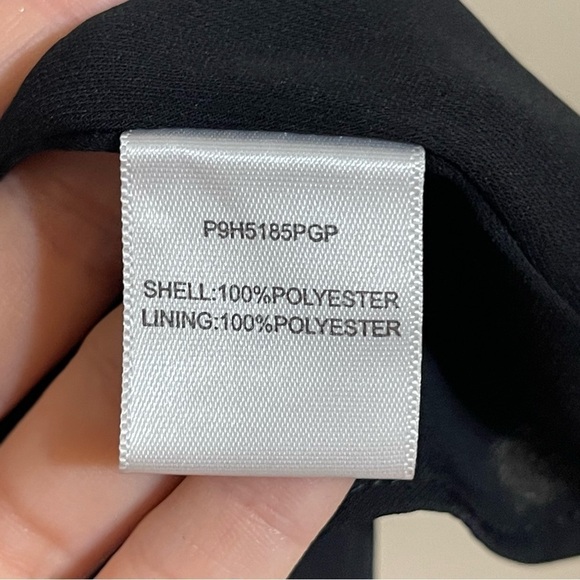 P9H5185PGP
SHELL:100%POLYESTER
LINING:100%POLYESTER